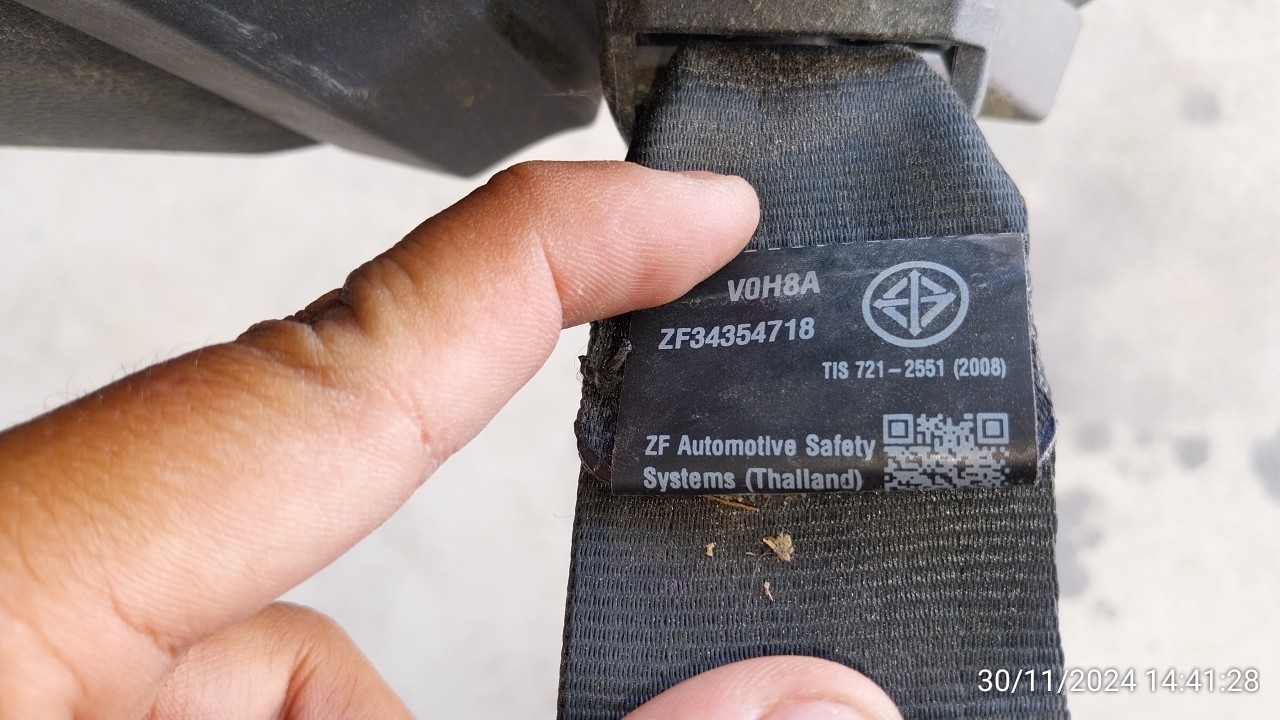 V0H8A
ZF34354718
TIS 721-2551 (2008)
ZF Automotive Safety
Systems (Thailand)
30/11/2024 14:41:28